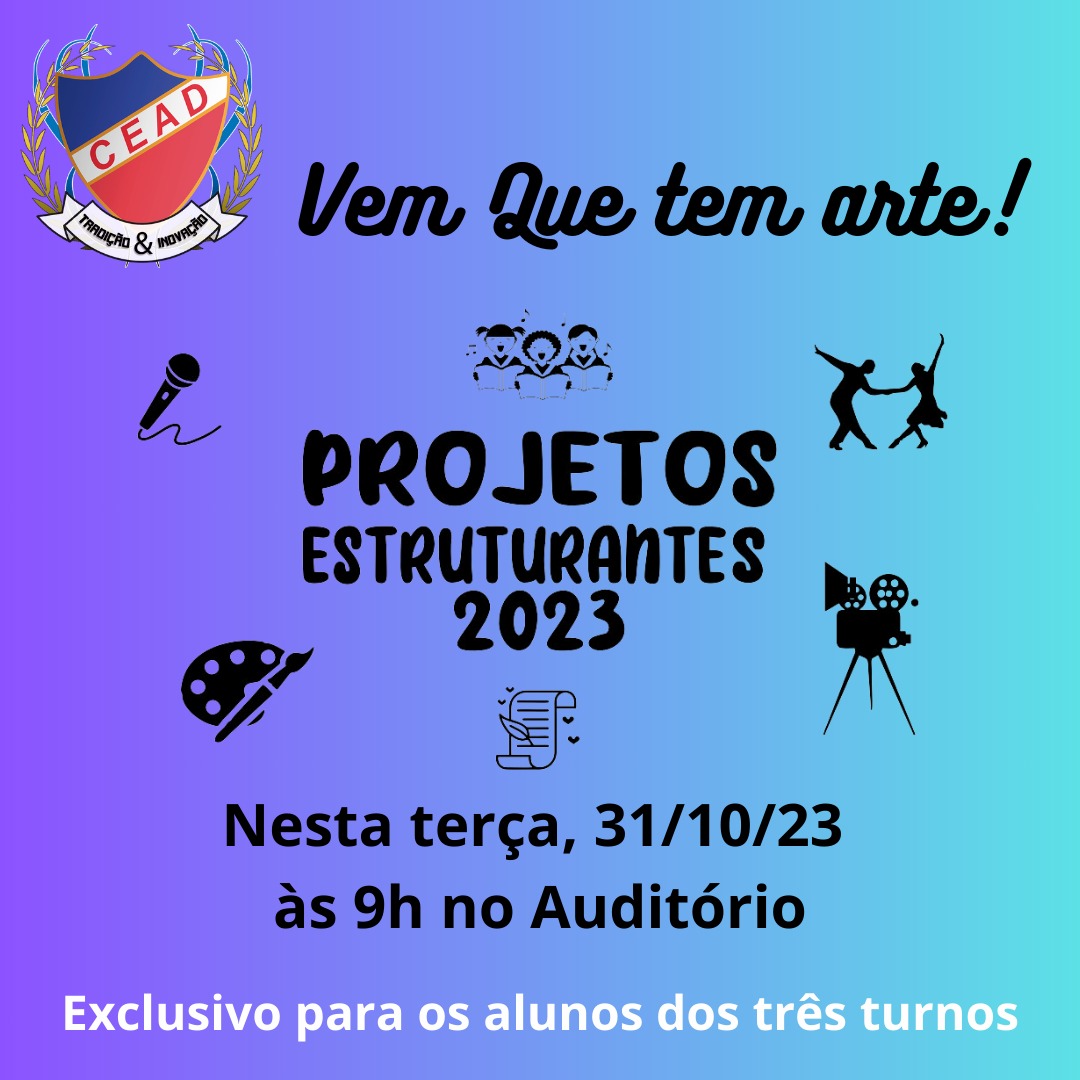 CEAD
TRADIÇÃO & INOVAÇÃO
Vem Que tem arte!
PROJETOS
ESTRUTURANTES
2023
Nesta terça, 31/10/23
às 9h no Auditório
Exclusivo para os alunos dos três turnos